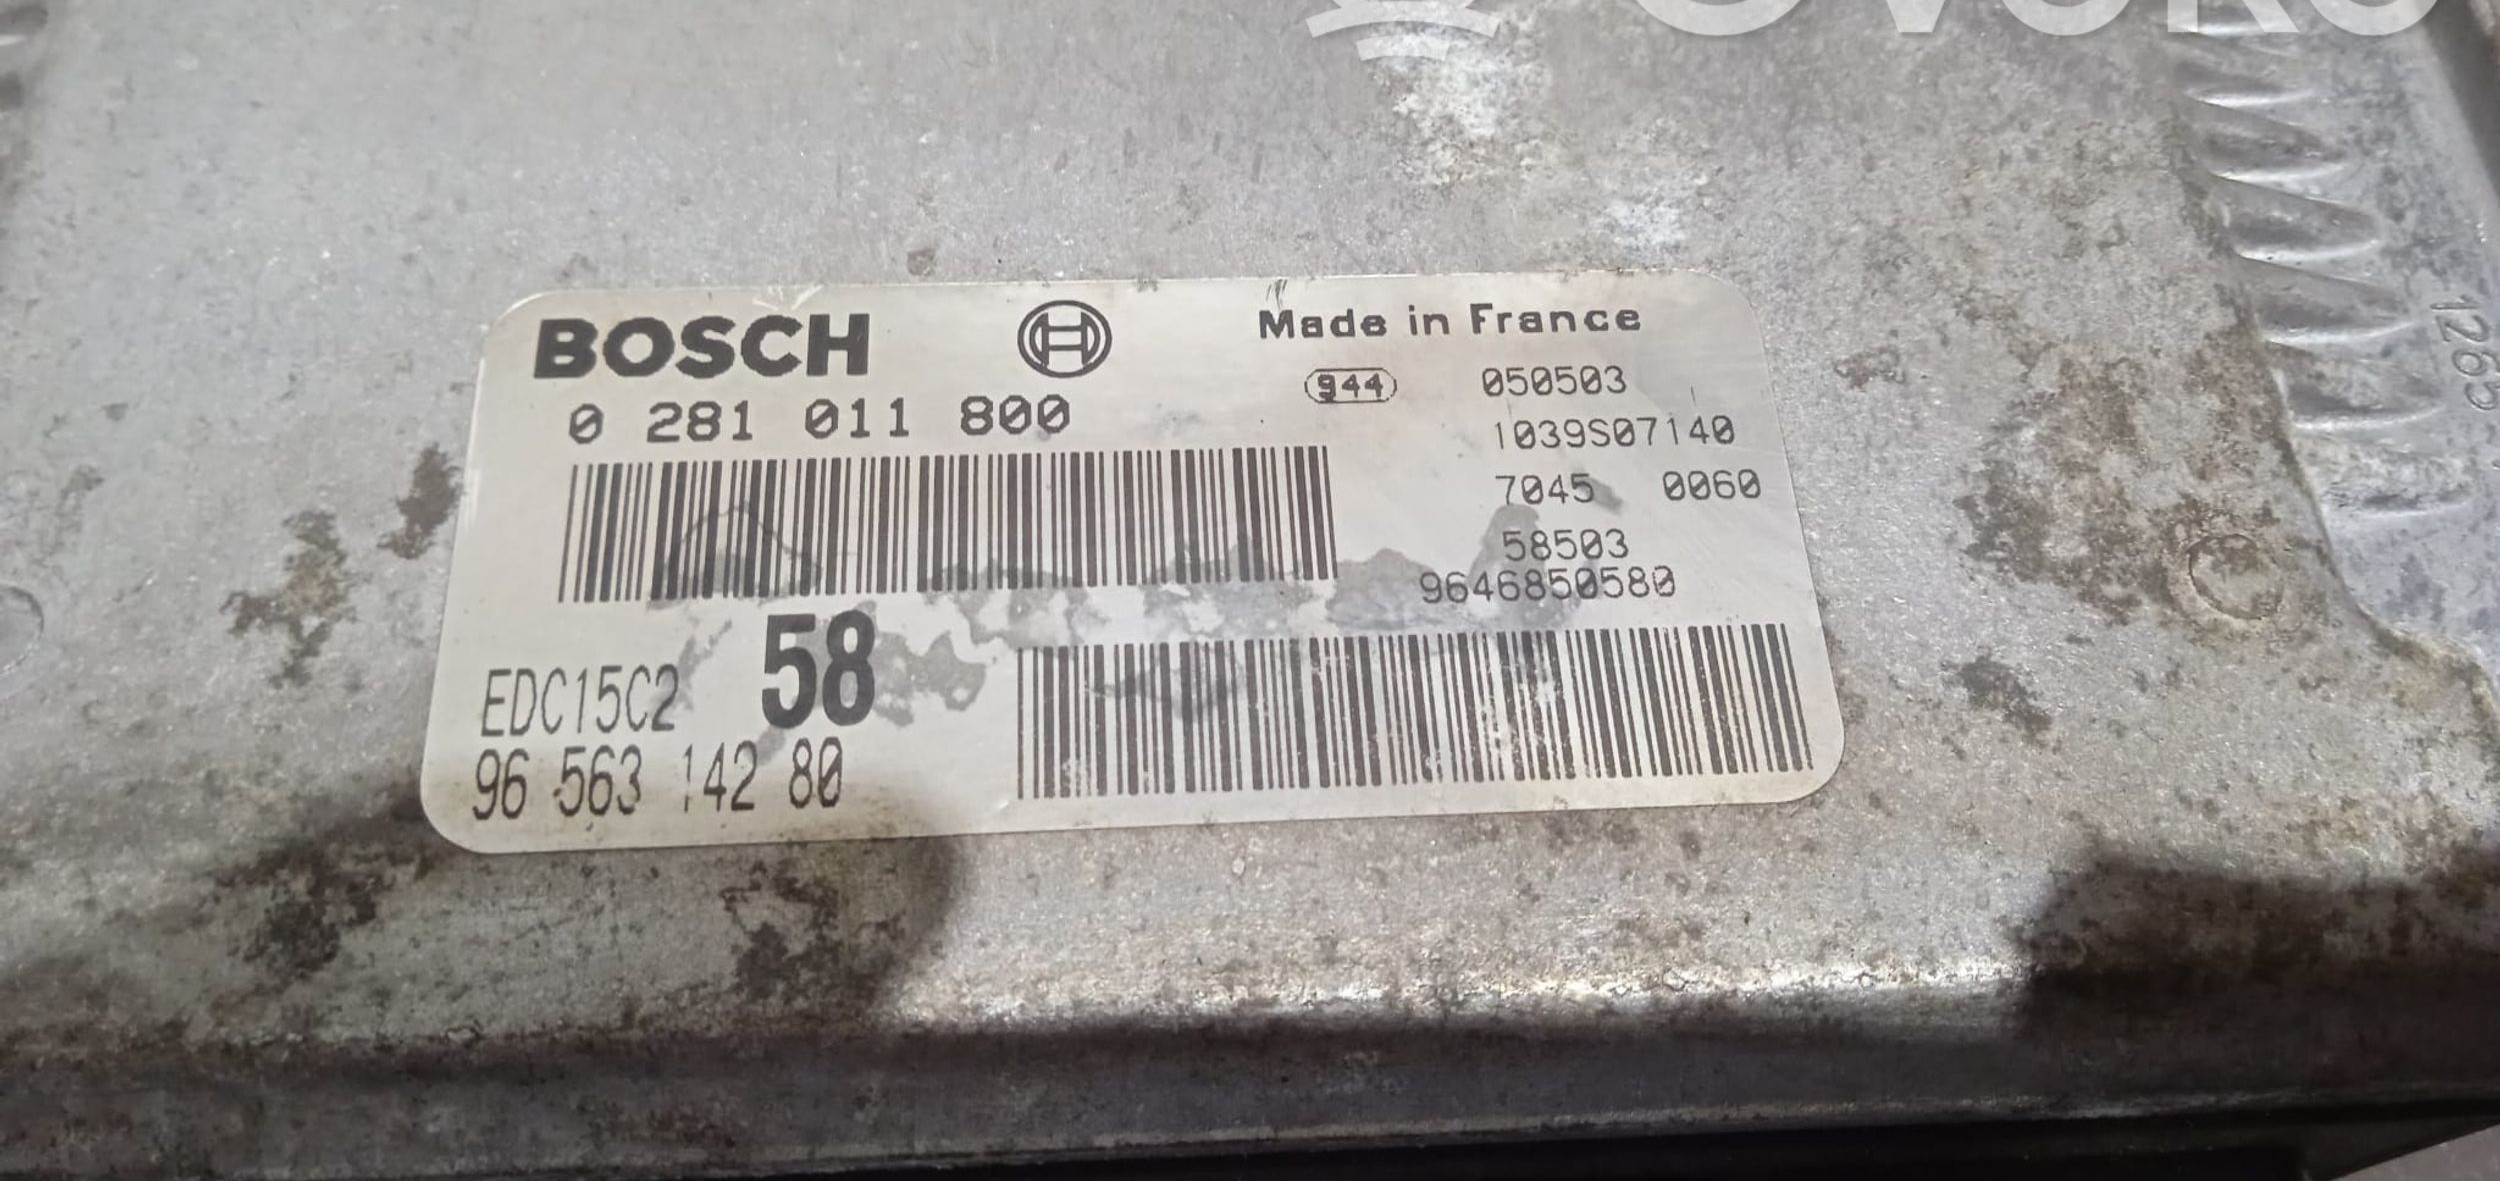 BOSCH
Made in France
0 281 011 800
944 050503
1039S07140
7045 0060
58503
9646850580
EDC15C2 58
96 563 142 80
1265